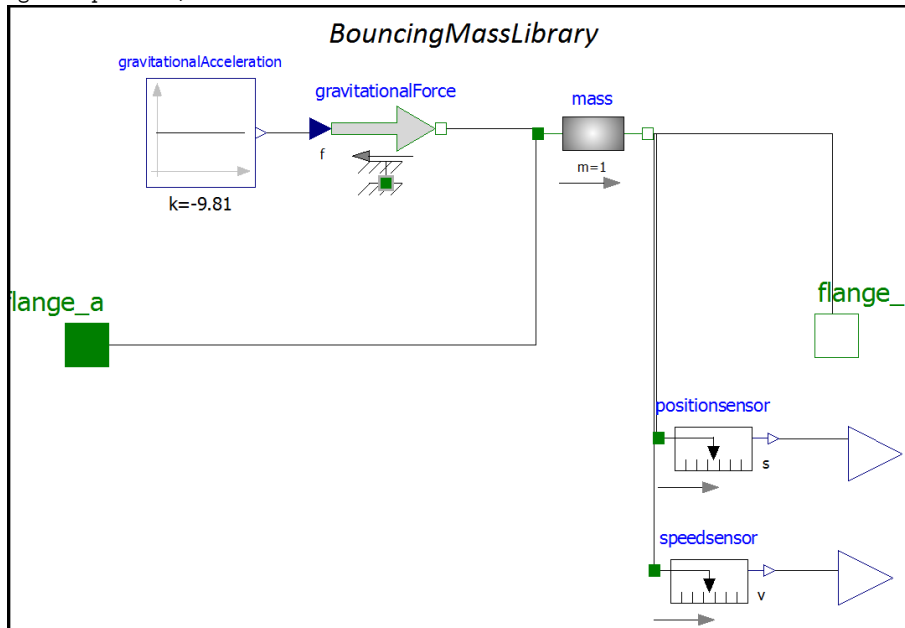 BouncingMassLibrary
gravitationalAcceleration
gravitationalForce
mass
f
m=1
k=-9.81
flange_a
flange_
positionsensor
s
speedsensor
v